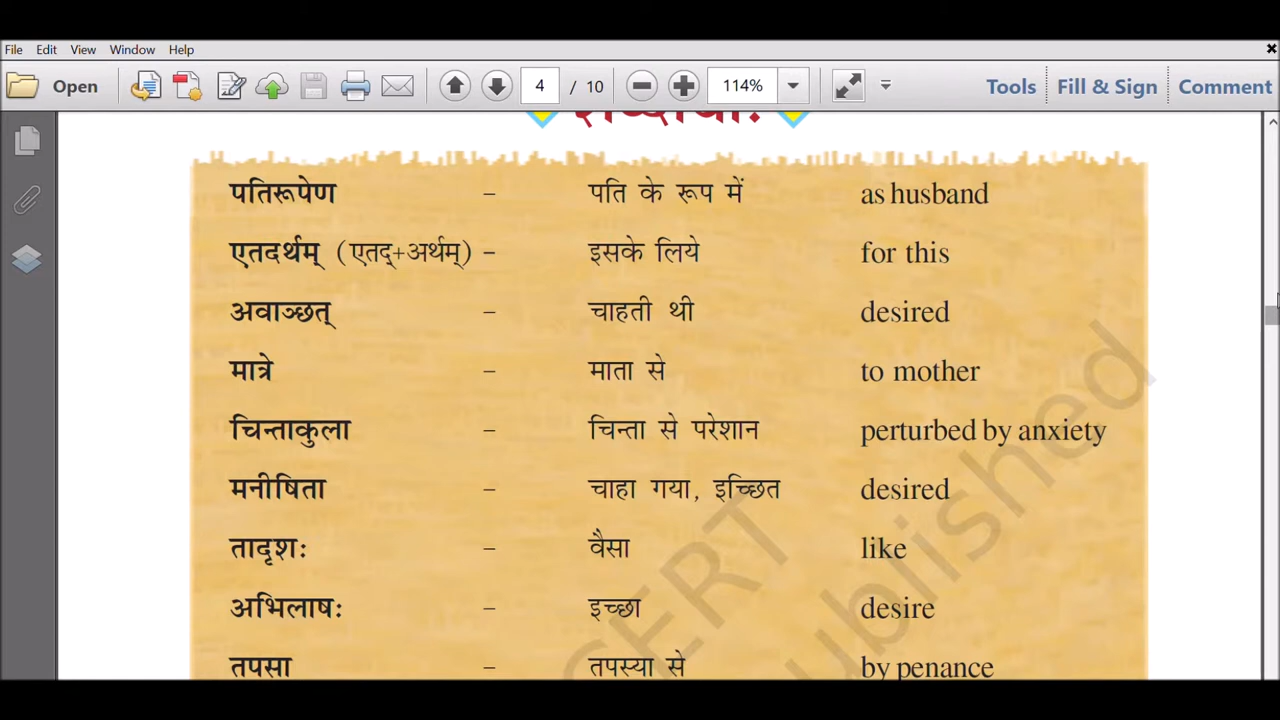 File Edit View Window Help
Open 4 / 10 114% Tools Fill & Sign Comment
शब्दार्थाः
पतिरूपेण – पति के रूप में as husband
एतदर्थम् (एतद्+अर्थम्) – इसके लिये for this
अवाञ्छत् – चाहती थी desired
मात्रे – माता से to mother
चिन्ताकुला – चिन्ता से परेशान perturbed by anxiety
मनीषिता – चाहा गया, इच्छित desired
तादृशः – वैसा like
अभिलाषः – इच्छा desire
तपसा – तपस्या से by penance